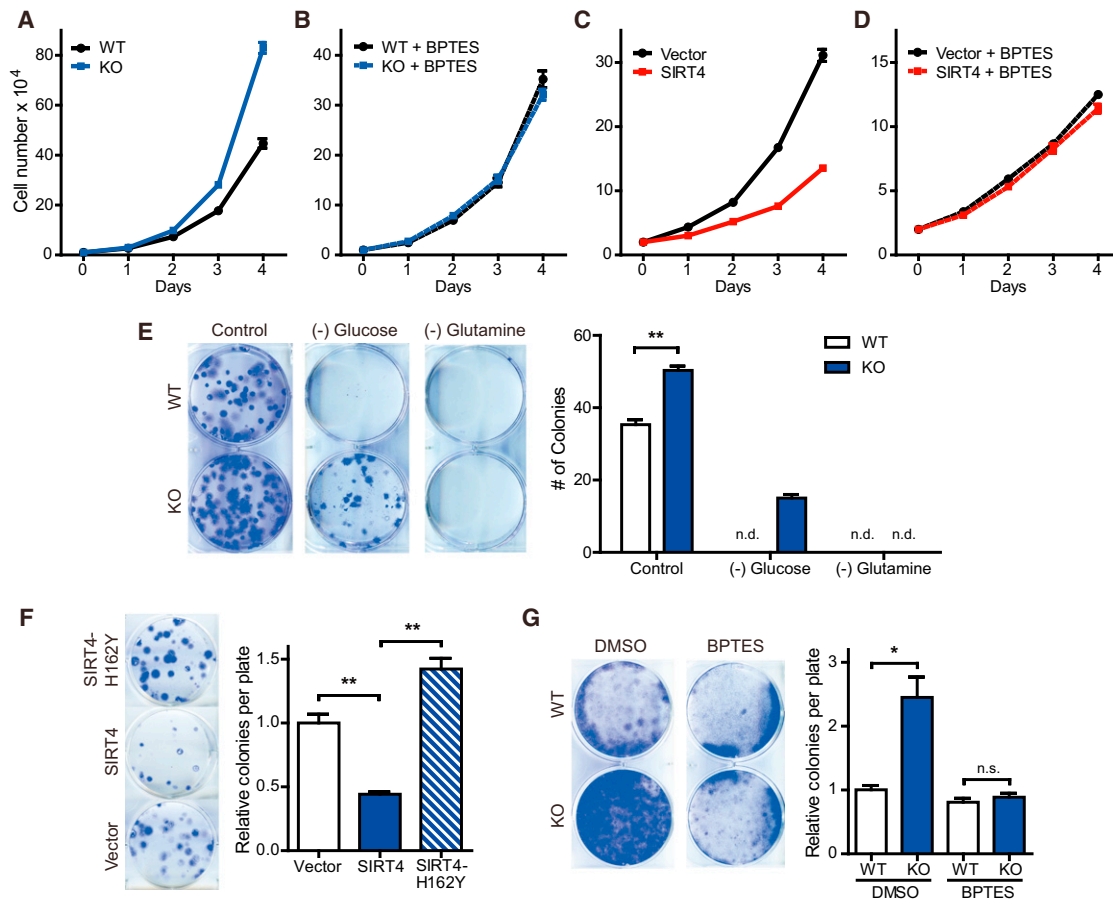 A
WT
KO
Cell number x 10⁴
80
60
40
20
0
0 1 2 3 4
Days
B
WT + BPTES
KO + BPTES
40
30
20
10
0
0 1 2 3 4
Days
C
Vector
SIRT4
30
20
10
0
0 1 2 3 4
Days
D
Vector + BPTES
SIRT4 + BPTES
15
10
5
0
0 1 2 3 4
Days
E
Control (-) Glucose (-) Glutamine
WT
KO
# of Colonies
60
40
20
0
**
WT
KO
n.d. n.d. n.d.
Control (-) Glucose (-) Glutamine
F
SIRT4-
H162Y
SIRT4
Vector
Relative colonies per plate
1.5
1.0
0.5
0.0
**
**
Vector SIRT4 SIRT4-
H162Y
G
DMSO BPTES
WT
KO
Relative colonies per plate
3
2
1
0
*
n.s.
WT KO WT KO
DMSO BPTES